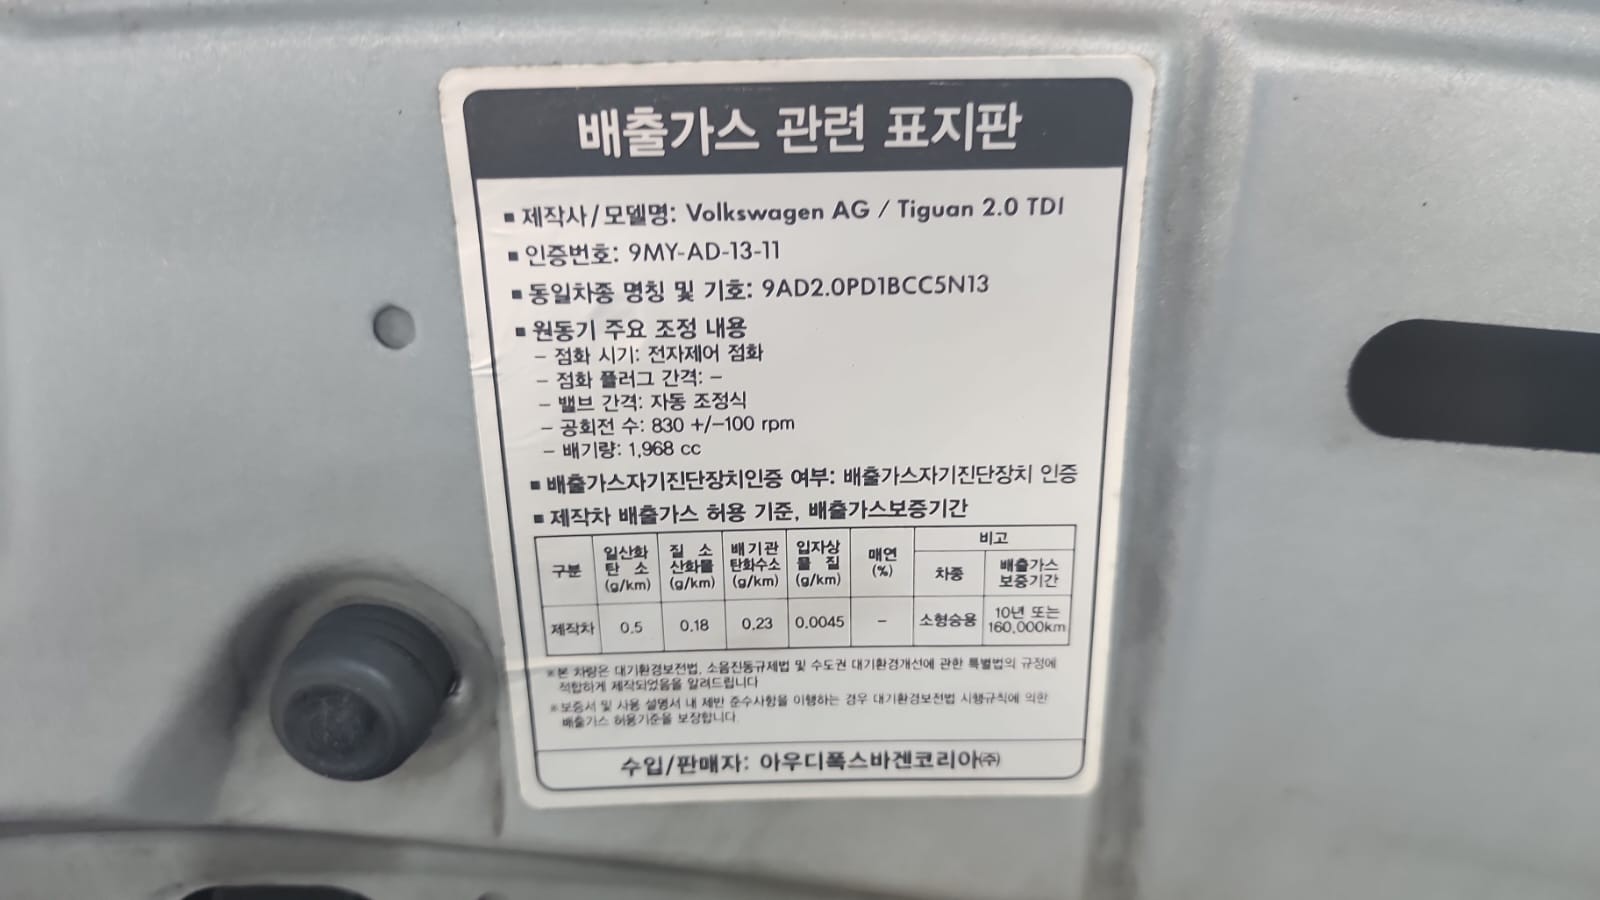 배출가스 관련 표지판
▪ 제작사/모델명: Volkswagen AG / Tiguan 2.0 TDI
▪ 인증번호: 9MY-AD-13-11
▪ 동일차종 명칭 및 기호: 9AD2.0PD1BCC5N13
▪ 원동기 주요 조정 내용
– 점화 시기: 전자제어 점화
– 점화 플러그 간격: –
– 밸브 간격: 자동 조정식
– 공회전 수: 830 +/–100 rpm
– 배기량: 1,968 cc
▪ 배출가스자기진단장치인증 여부: 배출가스자기진단장치 인증
▪ 제작차 배출가스 허용 기준, 배출가스보증기간
구분 일산화탄소 (g/km) 질소산화물 (g/km) 배기관탄화수소 (g/km) 입자상물질 (g/km) 매연 (%) 비고
차종 배출가스보증기간
제작차 0.5 0.18 0.23 0.0045 – 소형승용 10년 또는 160,000km
※본 차량은 대기환경보전법, 소음진동규제법 및 수도권 대기환경개선에 관한 특별법의 규정에
적합하게 제작되었음을 알려드립니다
※보증서 및 사용 설명서 내 제반 준수사항을 이행하는 경우 대기환경보전법 시행규칙에 의한
배출가스 허용기준을 보장합니다.
수입/판매자: 아우디폭스바겐코리아㈜